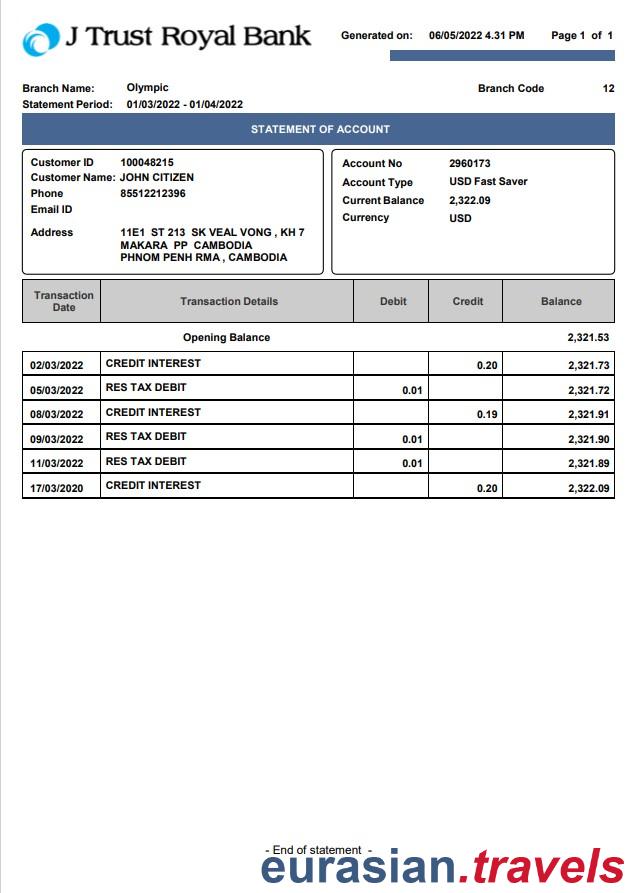 J Trust Royal Bank
Generated on: 06/05/2022 4.31 PM Page 1 of 1
Branch Name: Olympic Branch Code 12
Statement Period: 01/03/2022 - 01/04/2022
STATEMENT OF ACCOUNT
Customer ID 100048215
Customer Name: JOHN CITIZEN
Phone 85512212396
Email ID
Address 11E1 ST 213 SK VEAL VONG , KH 7
MAKARA PP CAMBODIA
PHNOM PENH RMA , CAMBODIA
Account No 2960173
Account Type USD Fast Saver
Current Balance 2,322.09
Currency USD
Transaction Date Transaction Details Debit Credit Balance
Opening Balance 2,321.53
02/03/2022 CREDIT INTEREST 0.20 2,321.73
05/03/2022 RES TAX DEBIT 0.01 2,321.72
08/03/2022 CREDIT INTEREST 0.19 2,321.91
09/03/2022 RES TAX DEBIT 0.01 2,321.90
11/03/2022 RES TAX DEBIT 0.01 2,321.89
17/03/2020 CREDIT INTEREST 0.20 2,322.09
- End of statement -
eurasian.travels